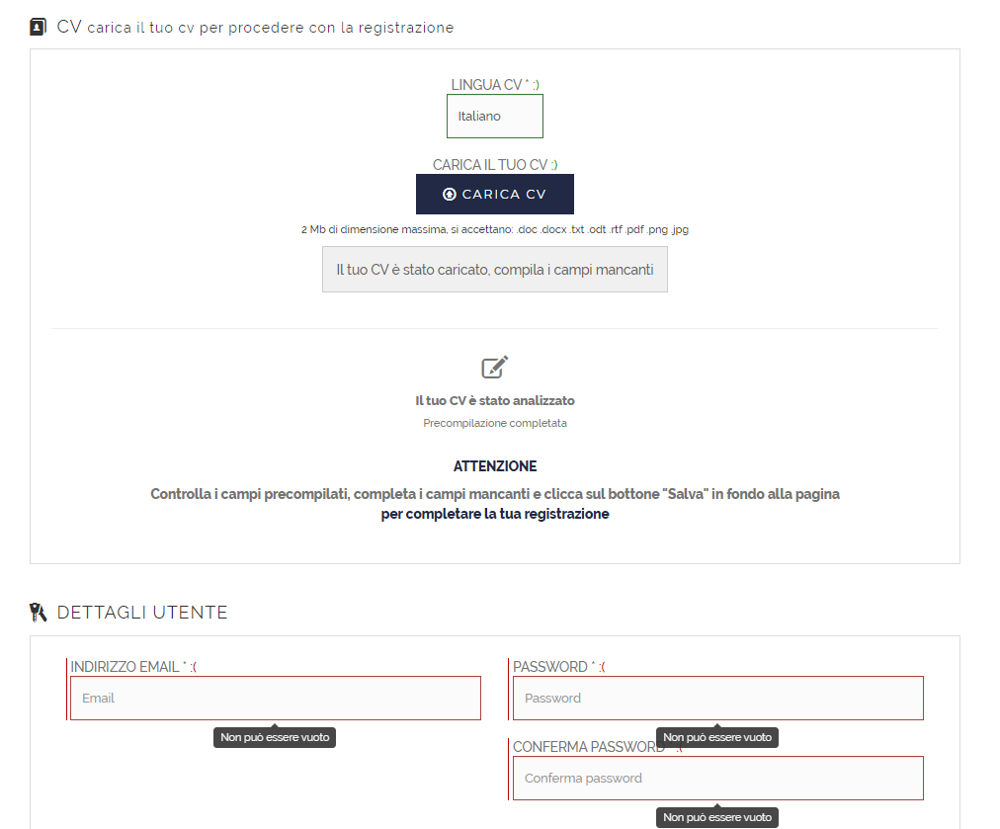 CV carica il tuo cv per procedere con la registrazione
LINGUA CV * :)
Italiano
CARICA IL TUO CV :)
CARICA CV
2 Mb di dimensione massima, si accettano: .doc .docx .txt .odt .rtf .pdf .png .jpg
Il tuo CV è stato caricato, compila i campi mancanti
Il tuo CV è stato analizzato
Precompilazione completata
ATTENZIONE
Controlla i campi precompilati, completa i campi mancanti e clicca sul bottone "Salva" in fondo alla pagina
per completare la tua registrazione
DETTAGLI UTENTE
INDIRIZZO EMAIL * :(
Email
Non può essere vuoto
PASSWORD * :(
Password
Non può essere vuoto
CONFERMA PASSWORD * :(
Conferma password
Non può essere vuoto